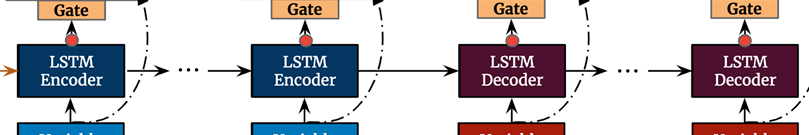 Gate
Gate
Gate
Gate
LSTM
Encoder
LSTM
Encoder
LSTM
Decoder
LSTM
Decoder